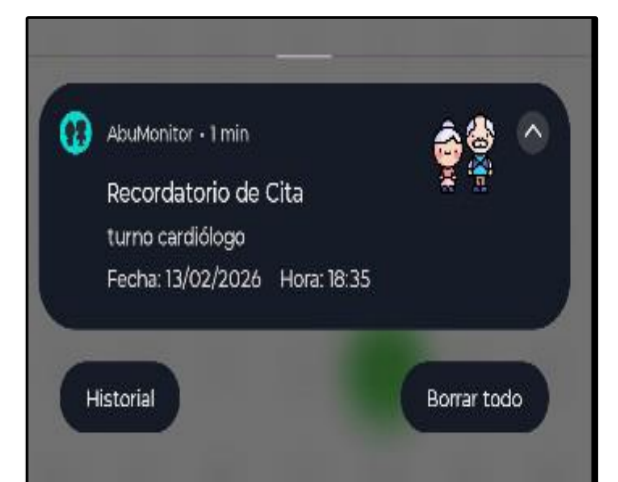 AbuMonitor • 1 min
Recordatorio de Cita
turno cardiólogo
Fecha: 13/02/2026 Hora: 18:35
Historial
Borrar todo